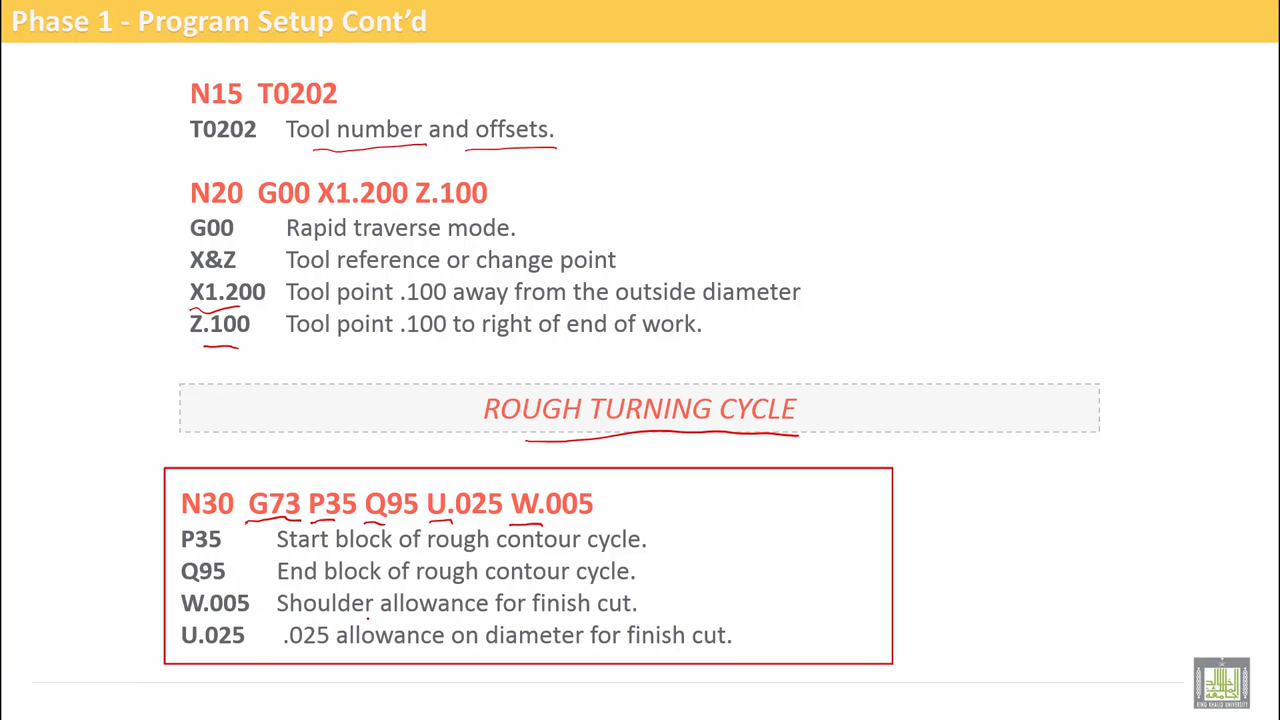 Phase 1 - Program Setup Cont’d
N15 T0202
T0202 Tool number and offsets.
N20 G00 X1.200 Z.100
G00 Rapid traverse mode.
X&Z Tool reference or change point
X1.200 Tool point .100 away from the outside diameter
Z.100 Tool point .100 to right of end of work.
ROUGH TURNING CYCLE
N30 G73 P35 Q95 U.025 W.005
P35 Start block of rough contour cycle.
Q95 End block of rough contour cycle.
W.005 Shoulder allowance for finish cut.
U.025 .025 allowance on diameter for finish cut.
KING KHALID UNIVERSITY